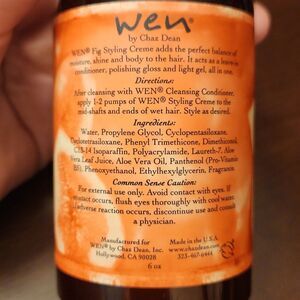 wen®
by Chaz Dean
WEN® Fig Styling Creme adds the perfect balance of
moisture, shine and body to the hair. It acts as a leave-in
conditioner, polishing gloss and light gel, all in one.
Directions:
After cleansing with WEN® Cleansing Conditioner,
apply 1-2 pumps of WEN® Styling Creme to the
mid-shafts and ends of wet hair. Style as desired.
Ingredients:
Water, Propylene Glycol, Cyclopentasiloxane,
Cyclotetrasiloxane, Phenyl Trimethicone, Dimethiconol,
C13-14 Isoparaffin, Polyacrylamide, Laureth-7, Aloe
Vera Leaf Juice, Aloe Vera Oil, Panthenol (Pro-Vitamin
B5), Phenoxyethanol, Ethylhexylglycerin, Fragrance.
Common Sense Caution:
For external use only. Avoid contact with eyes. If
contact occurs, flush eyes thoroughly with cool water.
If adverse reaction occurs, discontinue use and consult
a physician.
Manufactured for
WEN® by Chaz Dean, Inc.
Hollywood, CA 90028
Made in the U.S.A.
www.chazdean.com
323-467-6444
6 oz